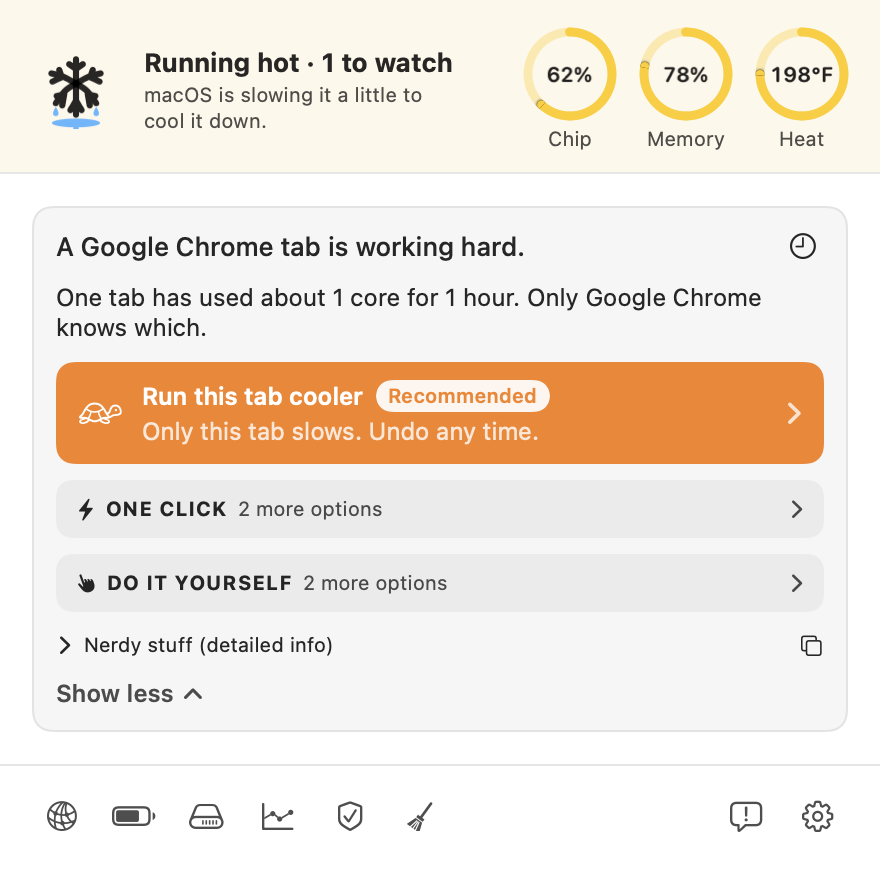 Running hot · 1 to watch
macOS is slowing it a little to
cool it down.
62%
78%
198°F
Chip
Memory
Heat
A Google Chrome tab is working hard.
One tab has used about 1 core for 1 hour. Only Google Chrome
knows which.
Run this tab cooler
Recommended
Only this tab slows. Undo any time.
ONE CLICK 2 more options
DO IT YOURSELF 2 more options
Nerdy stuff (detailed info)
Show less